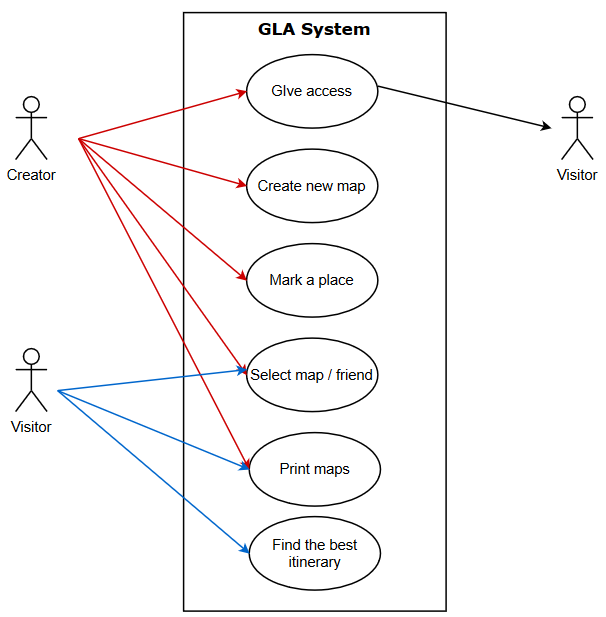 GLA System
GIve access
Creator
Visitor
Create new map
Mark a place
Select map / friend
Visitor
Print maps
Find the best
itinerary